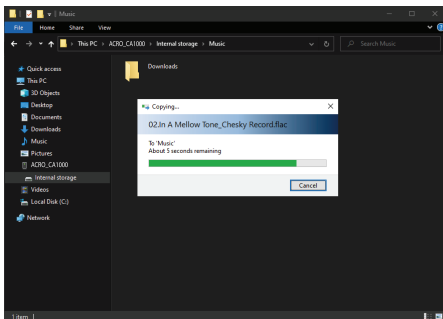 Music
File Home Share View
This PC > ACRO_CA1000 > Internal storage > Music
Search Music
Quick access
This PC
3D Objects
Desktop
Documents
Downloads
Music
Pictures
ACRO_CA1000
Internal storage
Videos
Local Disk (C:)
Network
Downloads
Copying...
02.In A Mellow Tone_Chesky Record.flac
To 'Music'
About 5 seconds remaining
Cancel
1 item